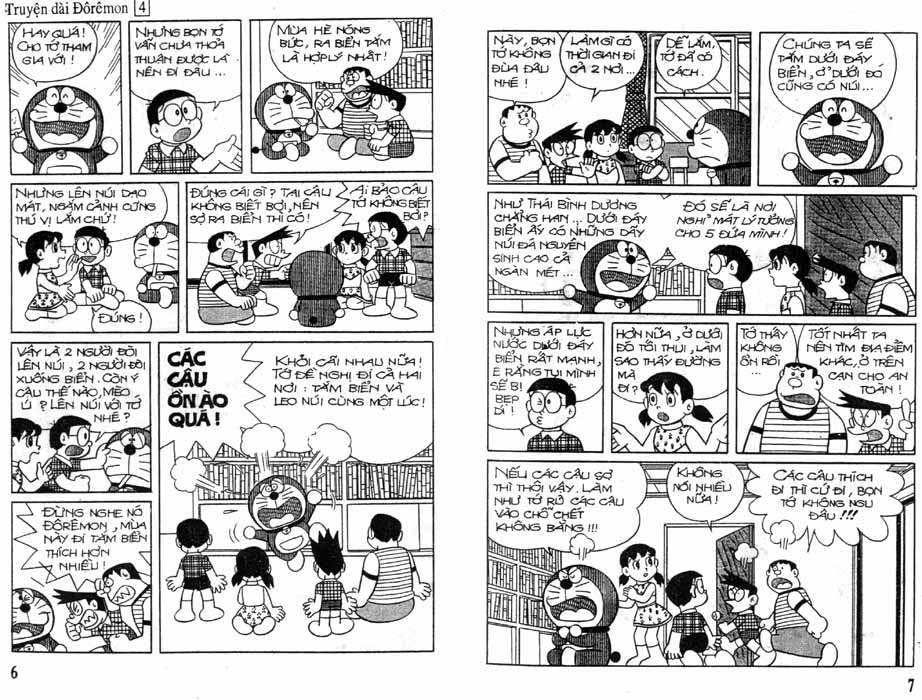 Truyện dài Đôrêmon 4
HAY QUÁ!
CHO TỚ THAM
GIA VỚI!
NHƯNG BỌN TỚ
VẪN CHƯA THỎA
THUẬN ĐƯỢC LÀ
NÊN ĐI ĐÂU ...
MÙA HÈ NÓNG
BỨC, RA BIỂN TẮM
LÀ HỢP LÝ NHẤT!
NHƯNG LÊN NÚI DẠO
MÁT, NGẮM CẢNH CŨNG
THÚ VỊ LẮM CHỨ!
ĐÚNG!
ĐÚNG CÁI GÌ? TẠI CẬU
KHÔNG BIẾT BƠI, NÊN
SỢ RA BIỂN THÌ CÓ!
AI BẢO CẬU
TỚ KHÔNG BIẾT
BƠI?
VẬY LÀ 2 NGƯỜI ĐÒI
LÊN NÚI, 2 NGƯỜI ĐÒI
XUỐNG BIỂN. CÒN Ý
CẬU THẾ NÀO, MÈO
Ú? LÊN NÚI VỚI TỚ
NHÉ?
CÁC
CẬU
ỒN ÀO
QUÁ!
KHỎI CÃI NHAU NỮA!
TỚ ĐỀ NGHỊ ĐI CẢ HAI
NƠI: TẮM BIỂN VÀ
LEO NÚI CÙNG MỘT LÚC!
ĐỪNG NGHE NÓ
ĐÔRÊMON, MÙA
NÀY ĐI TẮM BIỂN
THÍCH HƠN
NHIỀU!
6
NÀY, BỌN
TỚ KHÔNG
ĐÙA ĐÂU
NHÉ!
LÀM GÌ CÓ
THỜI GIAN ĐI
CẢ 2 NƠI...
DỄ LẮM,
TỚ ĐÃ CÓ
CÁCH.
CHÚNG TA SẼ
TẮM DƯỚI ĐÁY
BIỂN, Ở DƯỚI ĐÓ
CŨNG CÓ NÚI...
NHƯ THÁI BÌNH DƯƠNG
CHẲNG HẠN ... DƯỚI ĐÁY
BIỂN ẤY CÓ NHỮNG DÃY
NÚI ĐÁ NGUYÊN
SINH CAO CẢ
NGÀN MÉT ...
ĐÓ SẼ LÀ NƠI
NGHỈ MÁT LÝ TƯỞNG
CHO 5 ĐỨA MÌNH!
NHƯNG ÁP LỰC
NƯỚC DƯỚI ĐÁY
BIỂN RẤT MẠNH,
E RẰNG TỤI MÌNH
SẼ BỊ
BẸP
DÍ!
HƠN NỮA, Ở DƯỚI
ĐÓ TỐI THUI, LÀM
SAO THẤY ĐƯỜNG
MÀ
ĐI?
TỚ THẤY
KHÔNG
ỔN RỒI
...
TỐT NHẤT TA
NÊN TÌM ĐỊA ĐIỂM
KHÁC, Ở TRÊN
CẠN CHO AN
TOÀN!
NẾU CÁC CẬU SỢ
THÌ THÔI VẬY. LÀM
NHƯ TỚ RỦ CÁC CẬU
VÀO CHỖ CHẾT
KHÔNG BẰNG!!!
KHÔNG
NÓI NHIỀU
NỮA!
CÁC CẬU THÍCH
ĐI THÌ CỨ ĐI, BỌN
TỚ KHÔNG NGU
ĐÂU!!!
7